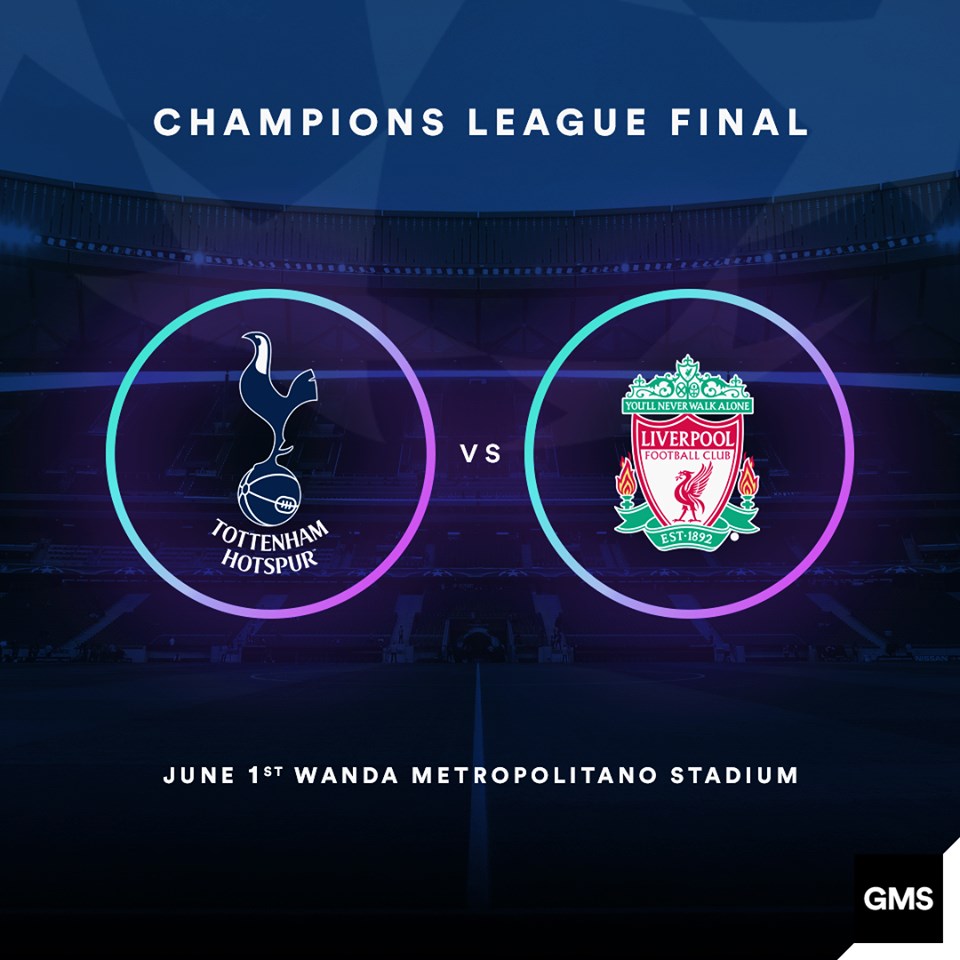 CHAMPIONS LEAGUE FINAL
TOTTENHAM
HOTSPUR
VS
YOU'LL NEVER WALK ALONE
LIVERPOOL
FOOTBALL CLUB
EST·1892
JUNE 1ST WANDA METROPOLITANO STADIUM
GMS